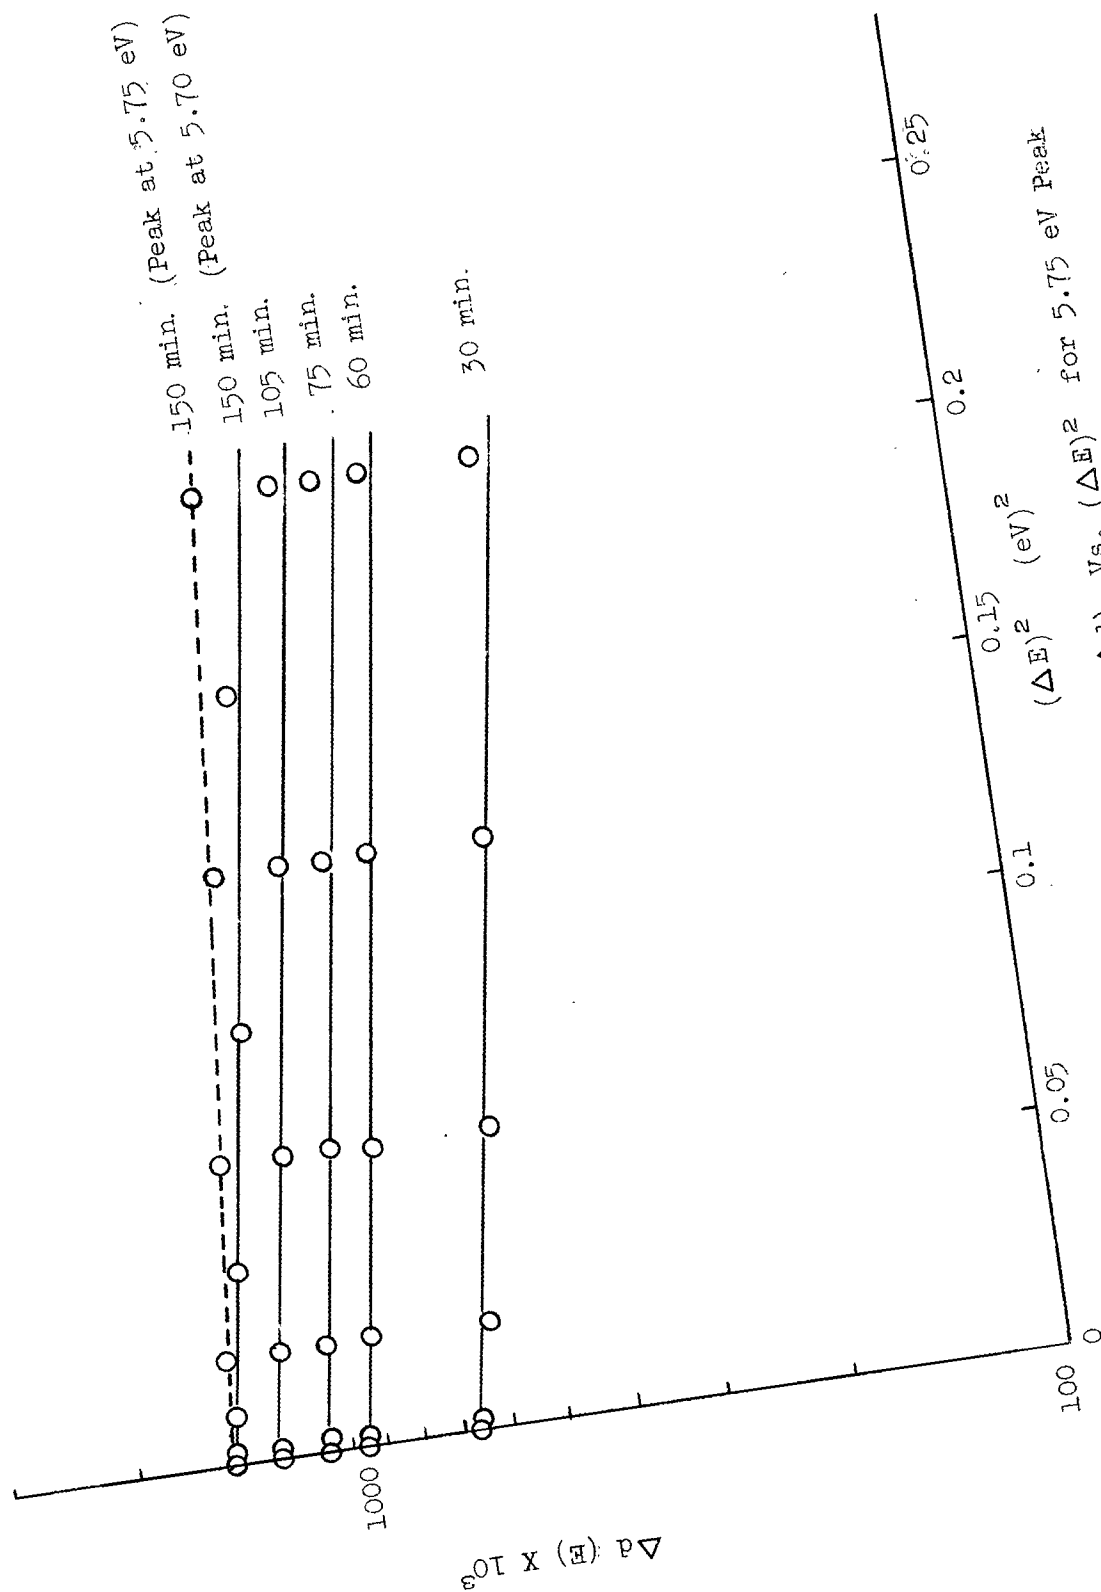 150 min. (Peak at 5.75 eV)
150 min. (Peak at 5.70 eV)
105 min.
75 min.
60 min.
30 min.
Δd (E) X 10³
1000
100
0
0.05
0.1
0.15
0.2
0.25
(ΔE)² (eV)²
Vs. (ΔE)² for 5.75 eV Peak